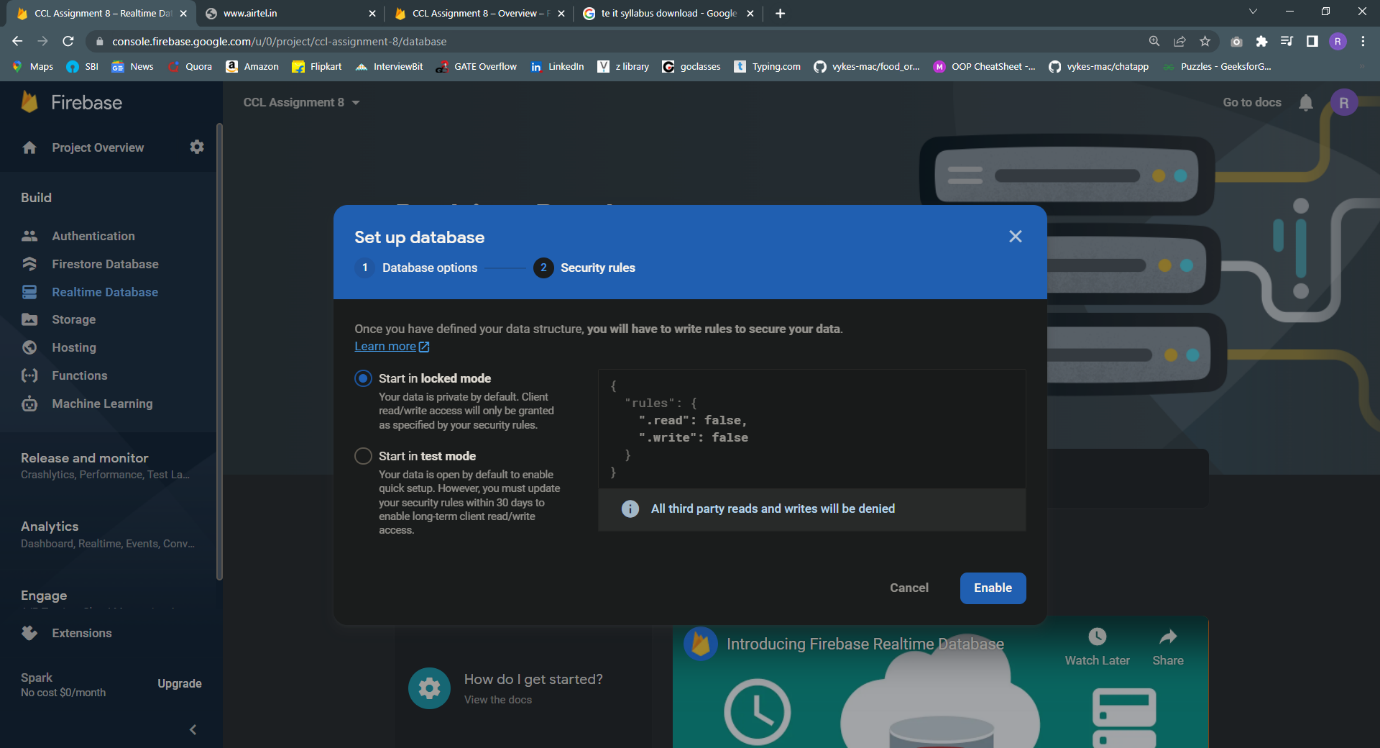 CCL Assignment 8 – Realtime Dat
www.airtel.in
CCL Assignment 8 – Overview – F
te it syllabus download - Google
console.firebase.google.com/u/0/project/ccl-assignment-8/database
R
Maps
SBI
News
Quora
Amazon
Flipkart
InterviewBit
GATE Overflow
LinkedIn
z library
goclasses
Typing.com
vykes-mac/food_or...
OOP CheatSheet -...
vykes-mac/chatapp
Puzzles - GeeksforG...
Firebase
CCL Assignment 8
Go to docs
R
Project Overview
Build
Authentication
Firestore Database
Realtime Database
Storage
Hosting
Functions
Machine Learning
Release and monitor
Crashlytics, Performance, Test La...
Analytics
Dashboard, Realtime, Events, Conv...
Engage
Extensions
Spark
No cost $0/month
Upgrade
Set up database
1 Database options
2 Security rules
Once you have defined your data structure, you will have to write rules to secure your data.
Learn more
Start in locked mode
Your data is private by default. Client
read/write access will only be granted
as specified by your security rules.
Start in test mode
Your data is open by default to enable
quick setup. However, you must update
your security rules within 30 days to
enable long-term client read/write
access.
{
"rules": {
".read": false,
".write": false
}
}
All third party reads and writes will be denied
Cancel
Enable
How do I get started?
View the docs
Introducing Firebase Realtime Database
Watch Later
Share